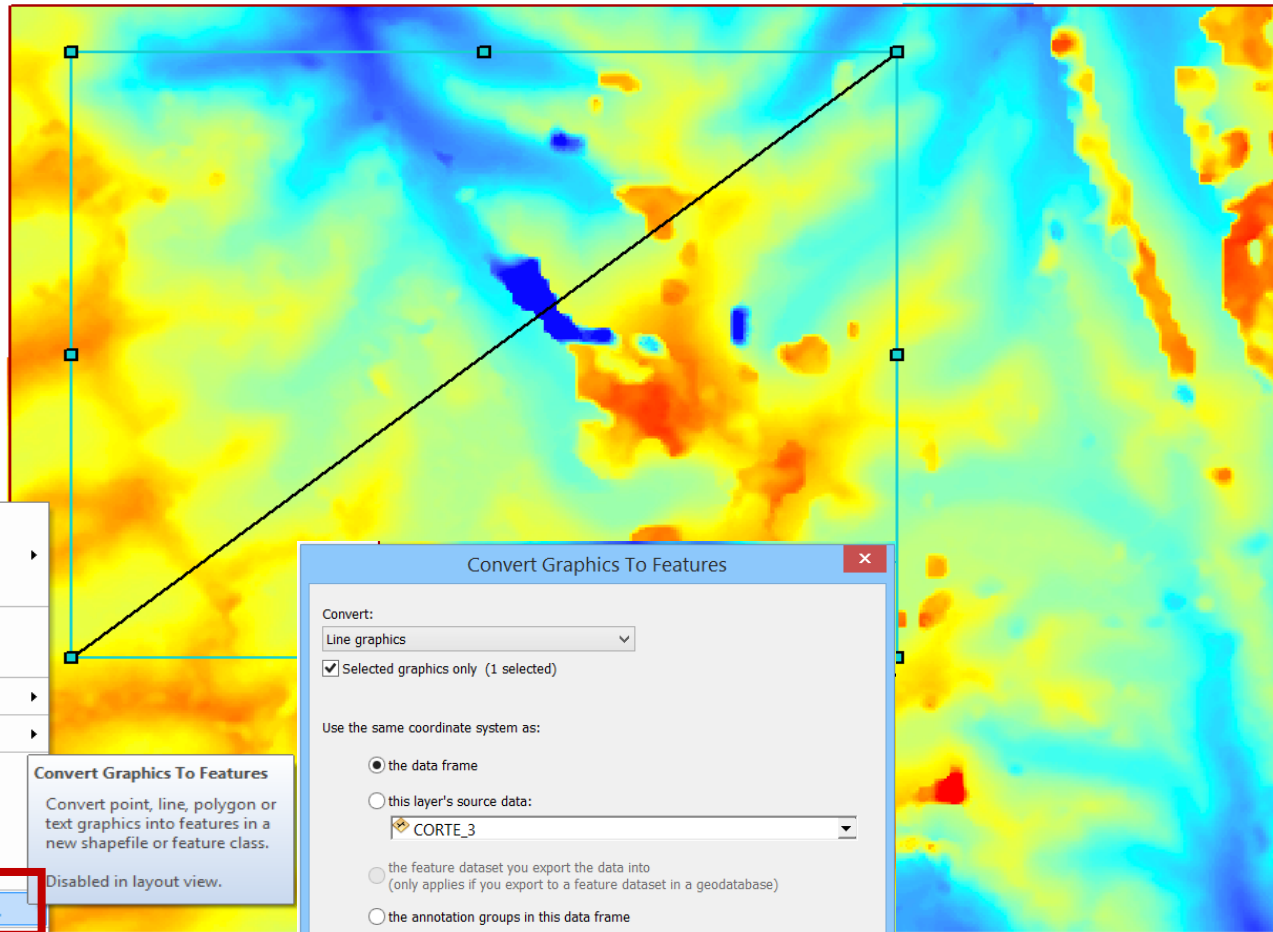 Convert Graphics To Features
Convert:
Line graphics
Selected graphics only (1 selected)
Use the same coordinate system as:
the data frame
this layer's source data:
CORTE_3
the feature dataset you export the data into
(only applies if you export to a feature dataset in a geodatabase)
the annotation groups in this data frame
Convert Graphics To Features
Convert point, line, polygon or
text graphics into features in a
new shapefile or feature class.
Disabled in layout view.